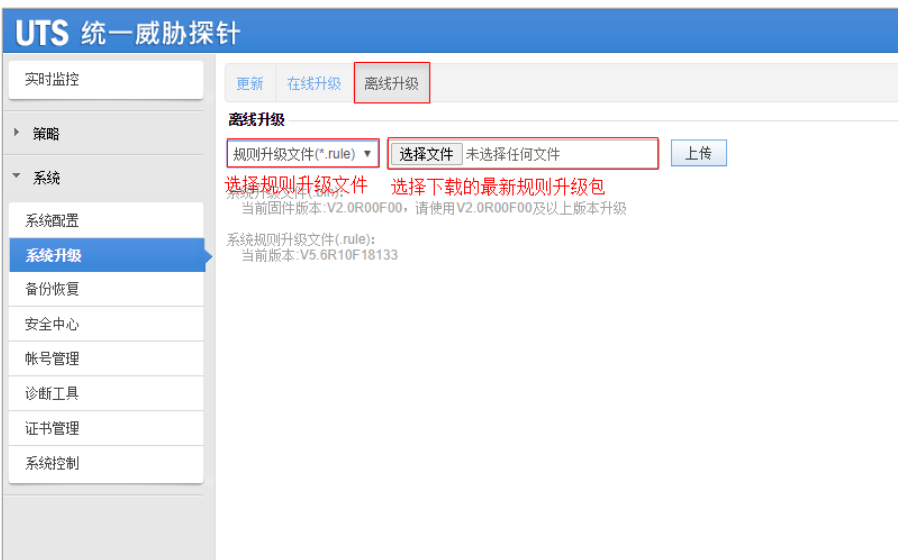 UTS 统一威胁探针
实时监控
策略
系统
系统配置
系统升级
备份恢复
安全中心
帐号管理
诊断工具
证书管理
系统控制
更新 在线升级 离线升级
离线升级
规则升级文件(*.rule) ▼ 选择文件 未选择任何文件 上传
选择规则升级文件 选择下载的最新规则升级包
系统升级文件(.bin):
当前固件版本:V2.0R00F00，请使用V2.0R00F00及以上版本升级
系统规则升级文件(.rule):
当前版本:V5.6R10F18133